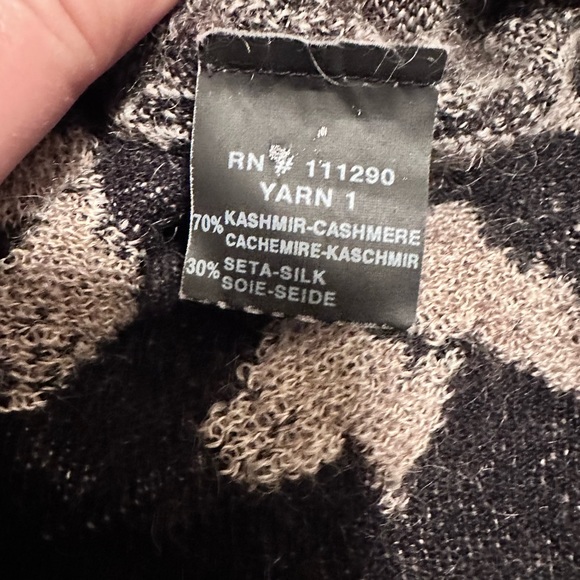 RN# 111290
YARN 1
70% KASHMIR-CASHMERE
CACHEMIRE-KASCHMIR
30% SETA-SILK
SOIE-SEIDE